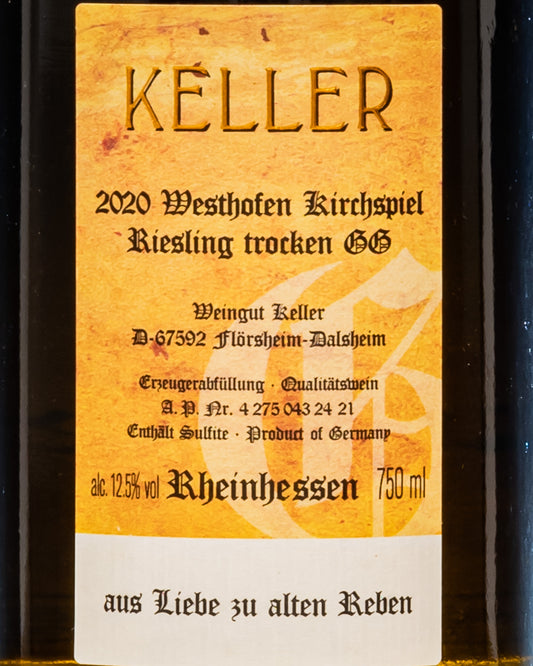 KELLER
2020 Westhofen Kirchspiel
Riesling trocken GG
Weingut Keller
D-67592 Flörsheim-Dalsheim
Erzeugerabfüllung · Qualitätswein
A. P. Nr. 4 275 043 24 21
Enthält Sulfite · Product of Germany
alc. 12.5% vol Rheinhessen 750 ml
aus Liebe zu alten Reben